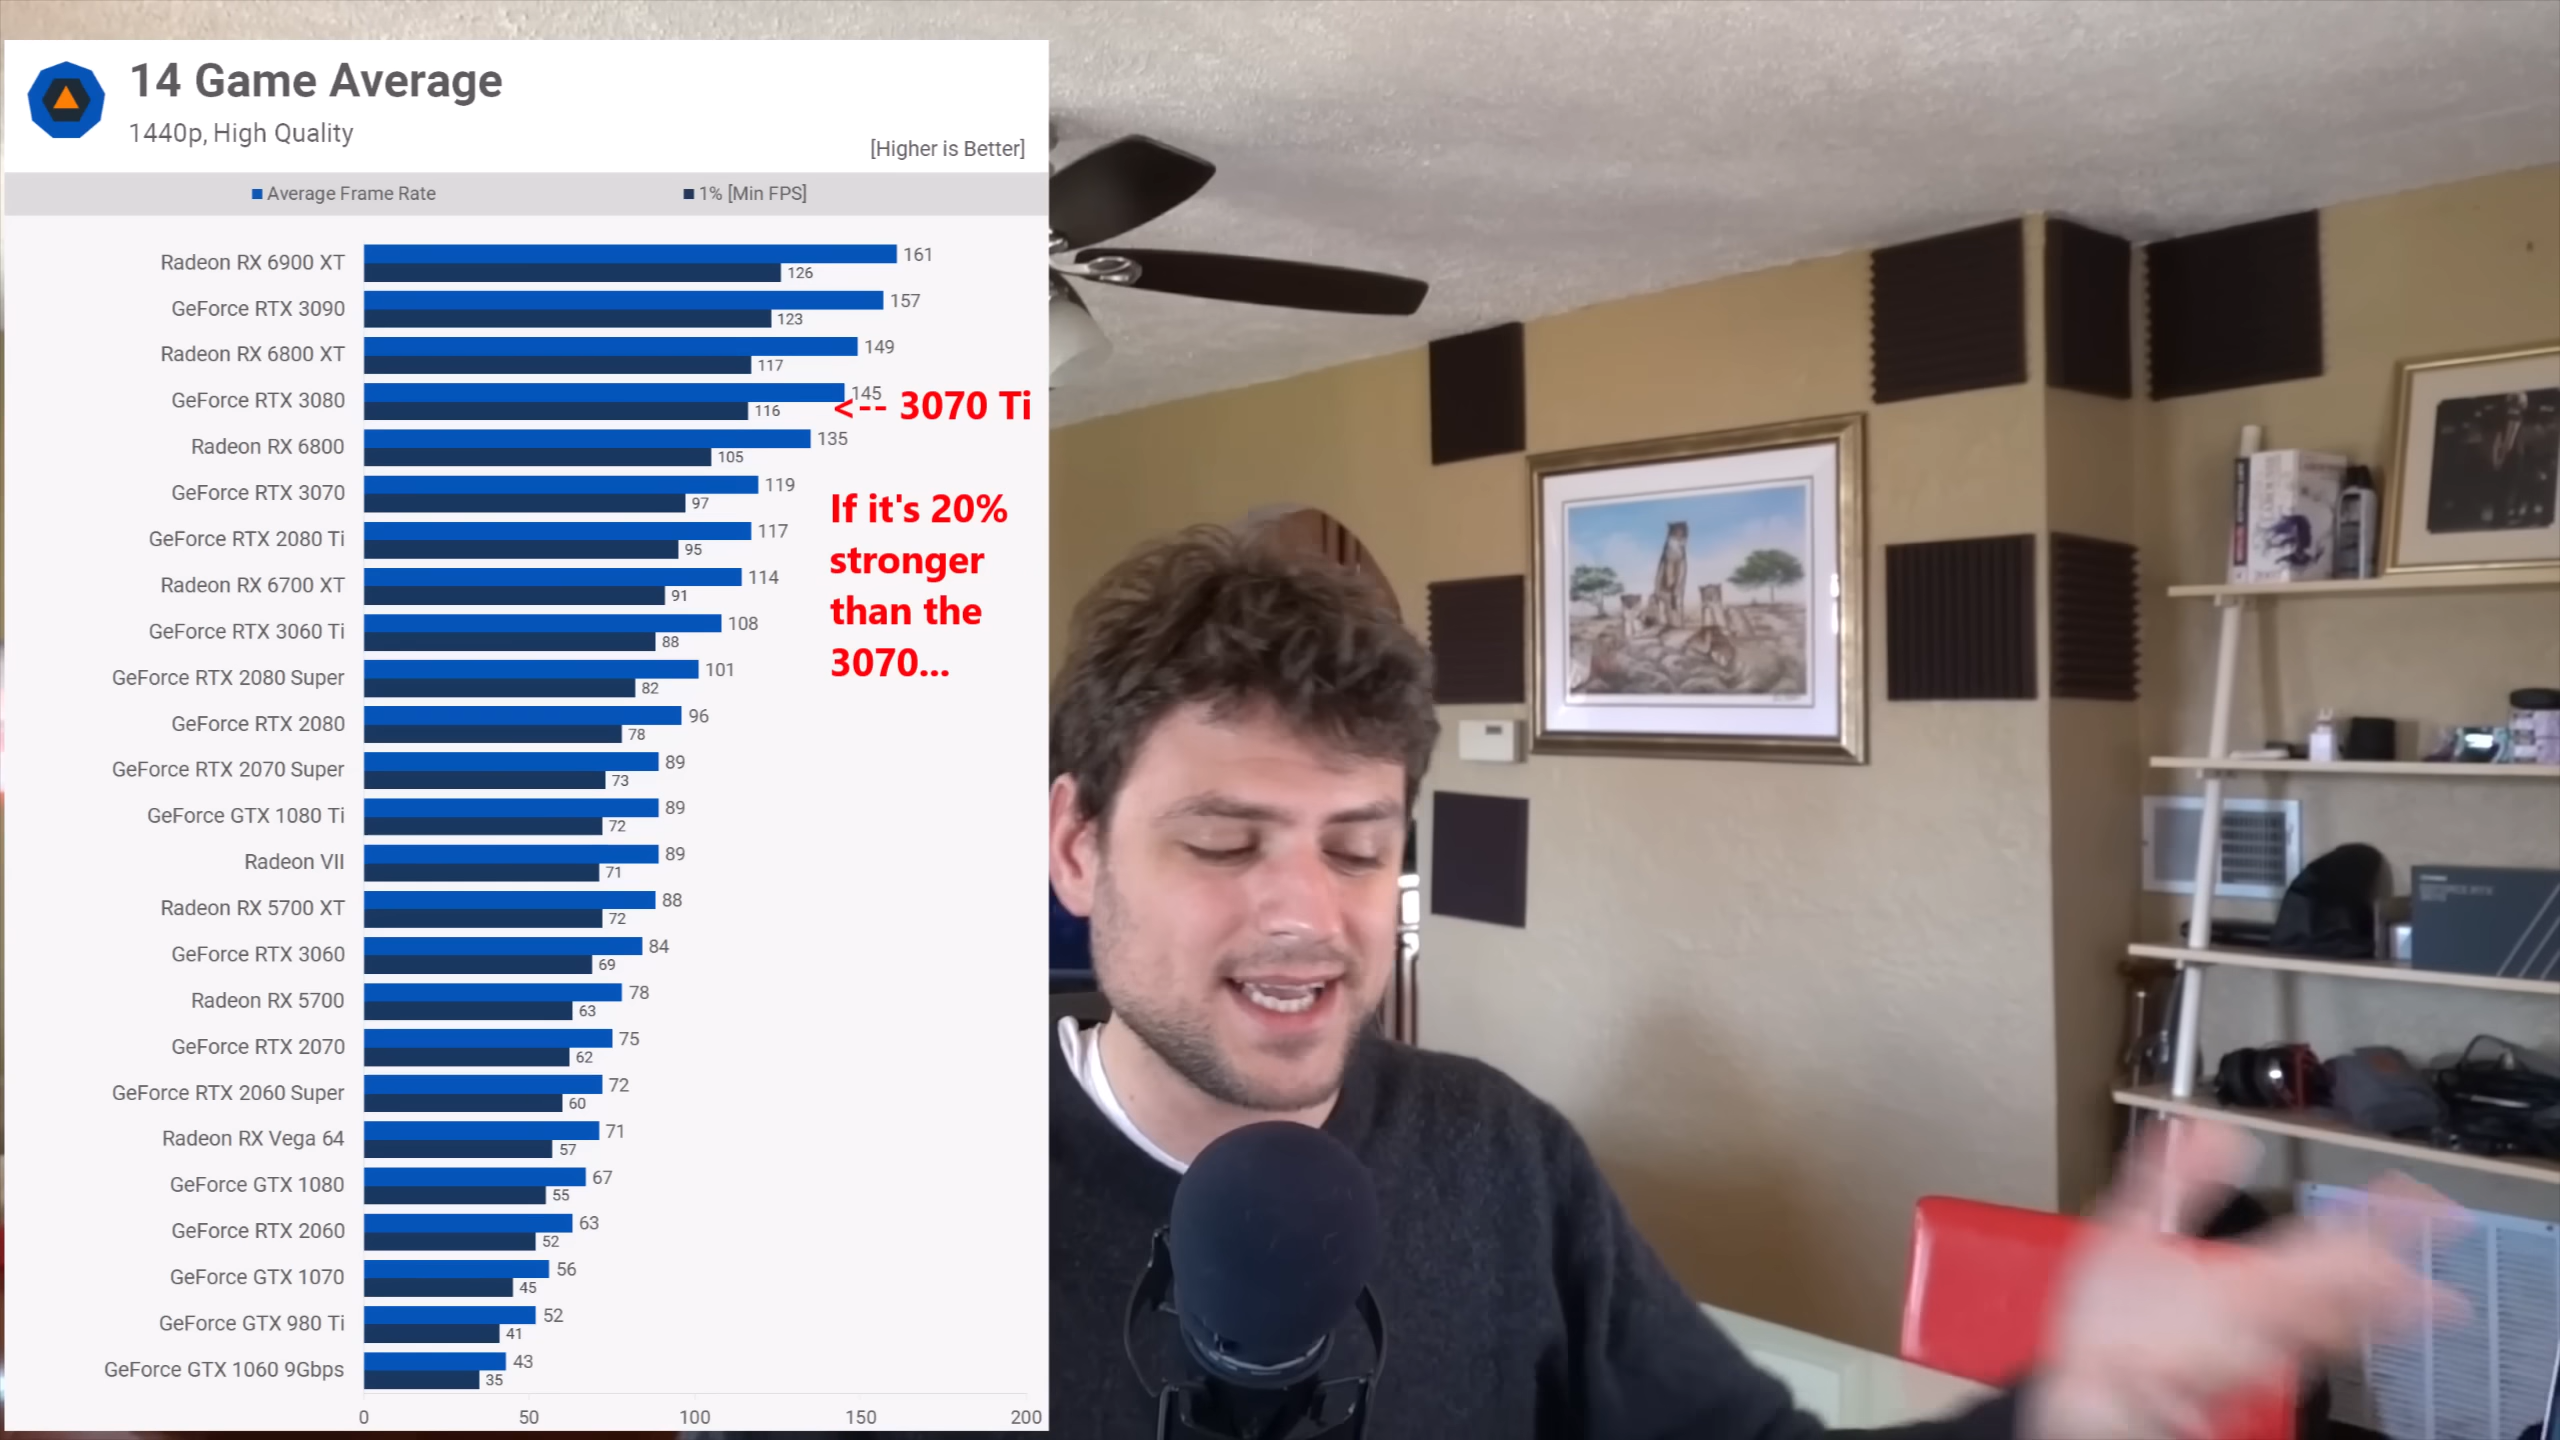 14 Game Average
1440p, High Quality
[Higher is Better]
Average Frame Rate 1% [Min FPS]
Radeon RX 6900 XT 161
126
GeForce RTX 3090 157
123
Radeon RX 6800 XT 149
117
GeForce RTX 3080 145
116
<-- 3070 Ti
Radeon RX 6800 135
105
GeForce RTX 3070 119
97
If it's 20%
stronger
than the
3070...
GeForce RTX 2080 Ti 117
95
Radeon RX 6700 XT 114
91
GeForce RTX 3060 Ti 108
88
GeForce RTX 2080 Super 101
82
GeForce RTX 2080 96
78
GeForce RTX 2070 Super 89
73
GeForce GTX 1080 Ti 89
72
Radeon VII 89
71
Radeon RX 5700 XT 88
72
GeForce RTX 3060 84
69
Radeon RX 5700 78
63
GeForce RTX 2070 75
62
GeForce RTX 2060 Super 72
60
Radeon RX Vega 64 71
57
GeForce GTX 1080 67
55
GeForce RTX 2060 63
52
GeForce GTX 1070 56
45
GeForce GTX 980 Ti 52
41
GeForce GTX 1060 9Gbps 43
35
0 50 100 150 200